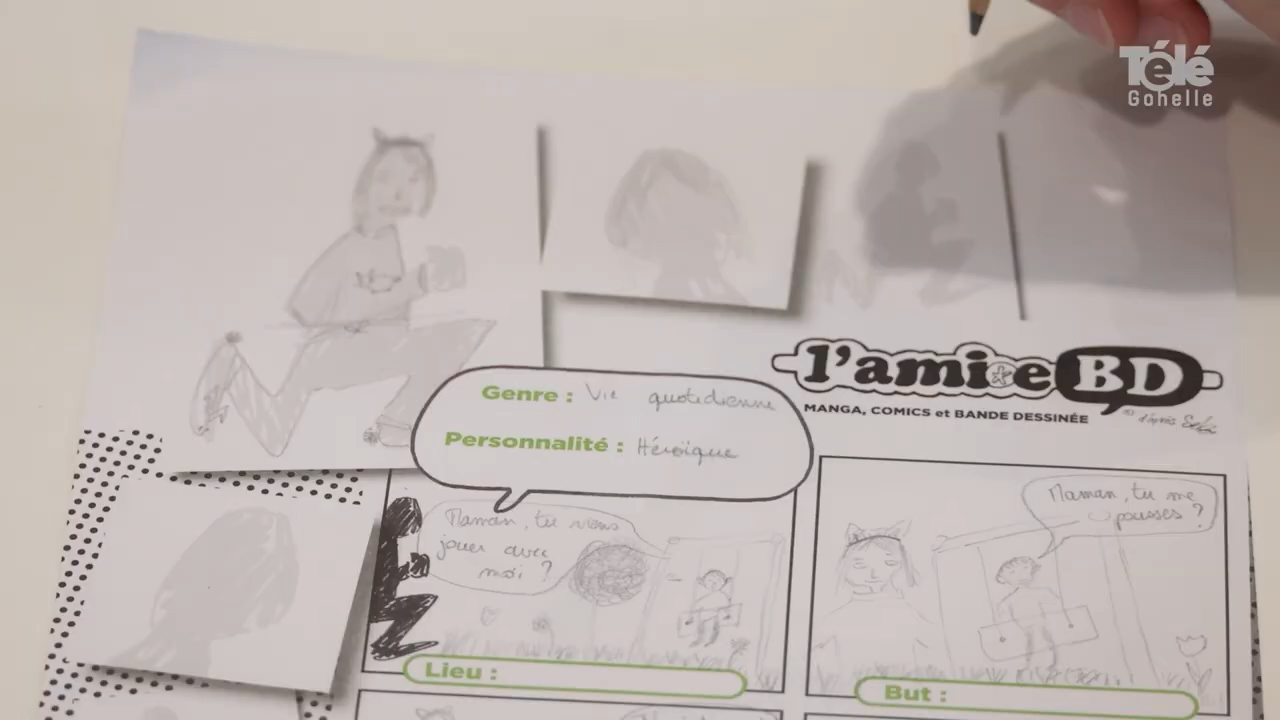 Télé
Gohelle
l'ami☆e BD
MANGA, COMICS et BANDE DESSINÉE
d'après
Genre : Vie quotidienne
Personnalité : Héroïque
Maman, tu viens
jouer avec
moi ?
Maman, tu me
pousses ?
Lieu :
But :